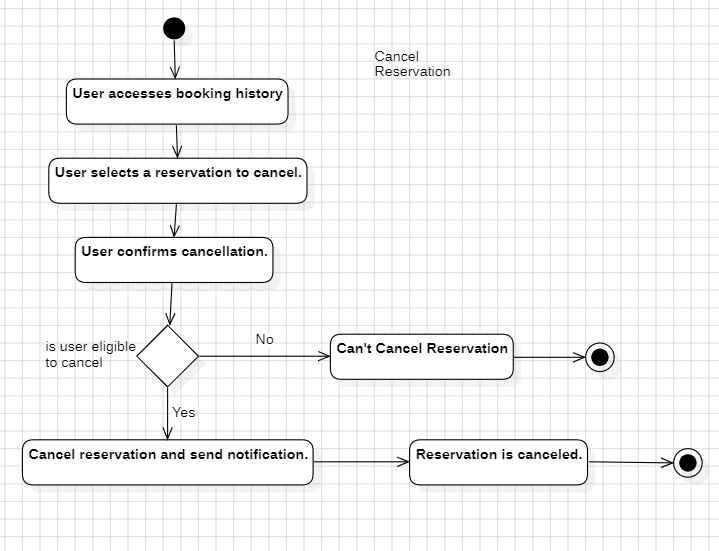 Cancel
Reservation
User accesses booking history
User selects a reservation to cancel.
User confirms cancellation.
is user eligible
to cancel
No
Can't Cancel Reservation
Yes
Cancel reservation and send notification.
Reservation is canceled.